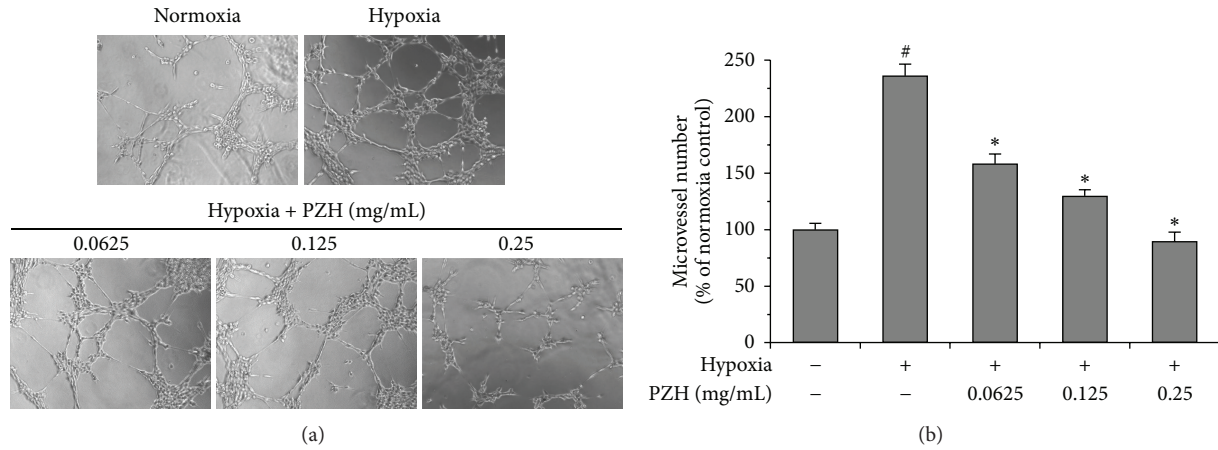 Normoxia Hypoxia
Hypoxia + PZH (mg/mL)
0.0625 0.125 0.25
(a)
Microvessel number
(% of normoxia control)
250
200
150
100
50
0
#
*
*
*
Hypoxia − + + + +
PZH (mg/mL) − − 0.0625 0.125 0.25
(b)